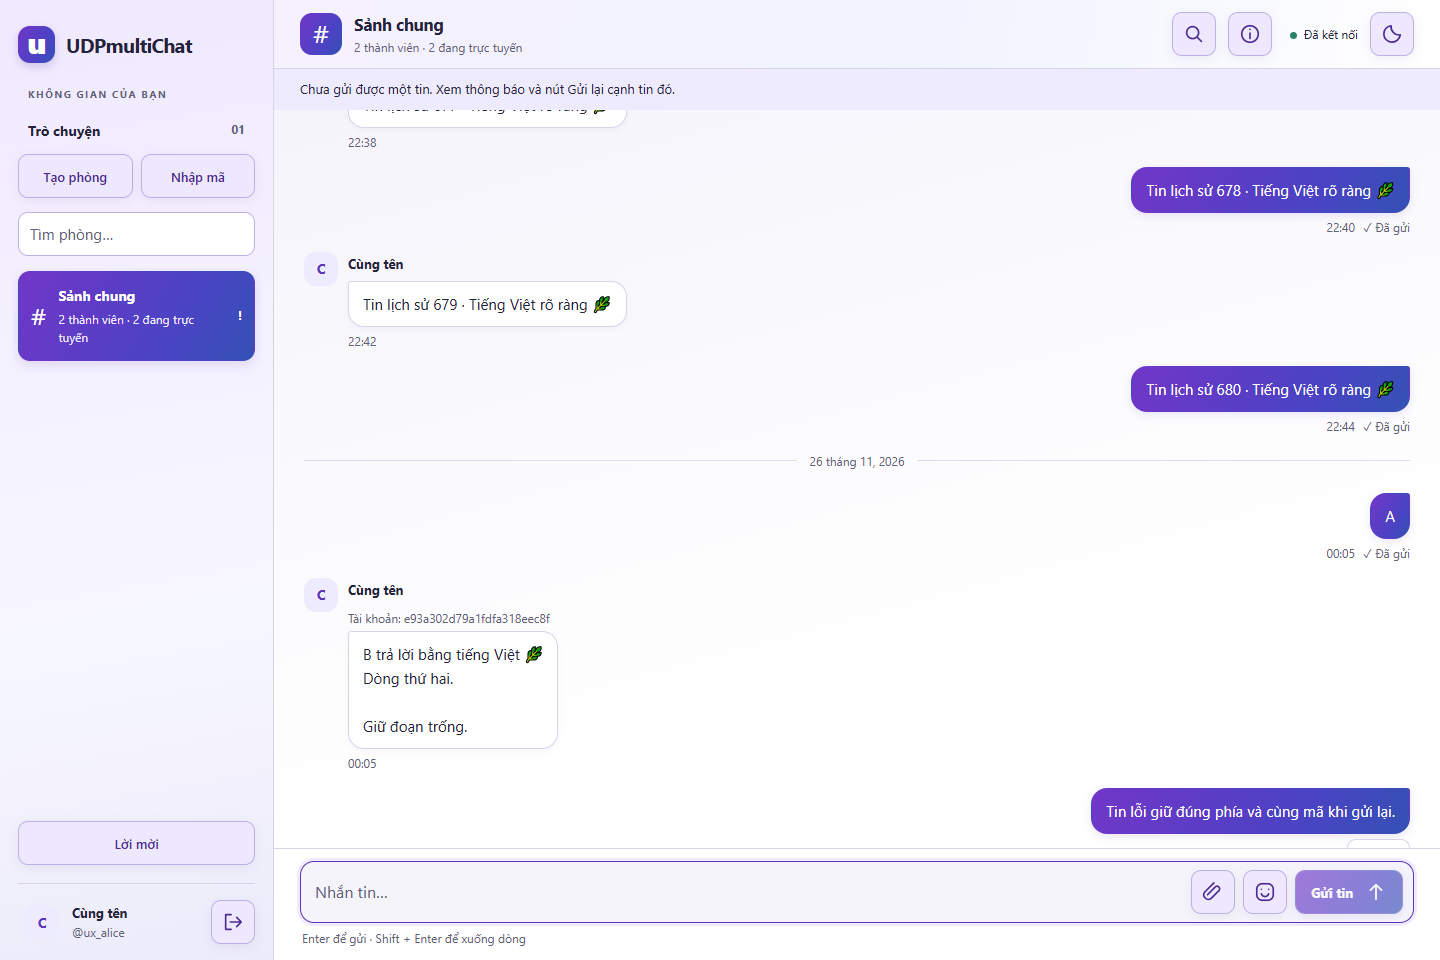 u UDPmultiChat
KHÔNG GIAN CỦA BẠN
Trò chuyện 01
Tạo phòng Nhập mã
Tìm phòng...
# Sảnh chung
2 thành viên · 2 đang trực
tuyến
!
Lời mời
C Cùng tên
@ux_alice
# Sảnh chung
2 thành viên · 2 đang trực tuyến
Đã kết nối
Chưa gửi được một tin. Xem thông báo và nút Gửi lại cạnh tin đó.
22:38
Tin lịch sử 678 · Tiếng Việt rõ ràng 🌿
22:40 ✓ Đã gửi
C Cùng tên
Tin lịch sử 679 · Tiếng Việt rõ ràng 🌿
22:42
Tin lịch sử 680 · Tiếng Việt rõ ràng 🌿
22:44 ✓ Đã gửi
26 tháng 11, 2026
A
00:05 ✓ Đã gửi
C Cùng tên
Tài khoản: e93a302d79a1fdfa318eec8f
B trả lời bằng tiếng Việt 🌿
Dòng thứ hai.
Giữ đoạn trống.
00:05
Tin lỗi giữ đúng phía và cùng mã khi gửi lại.
Nhắn tin...
Gửi tin
Enter để gửi · Shift + Enter để xuống dòng